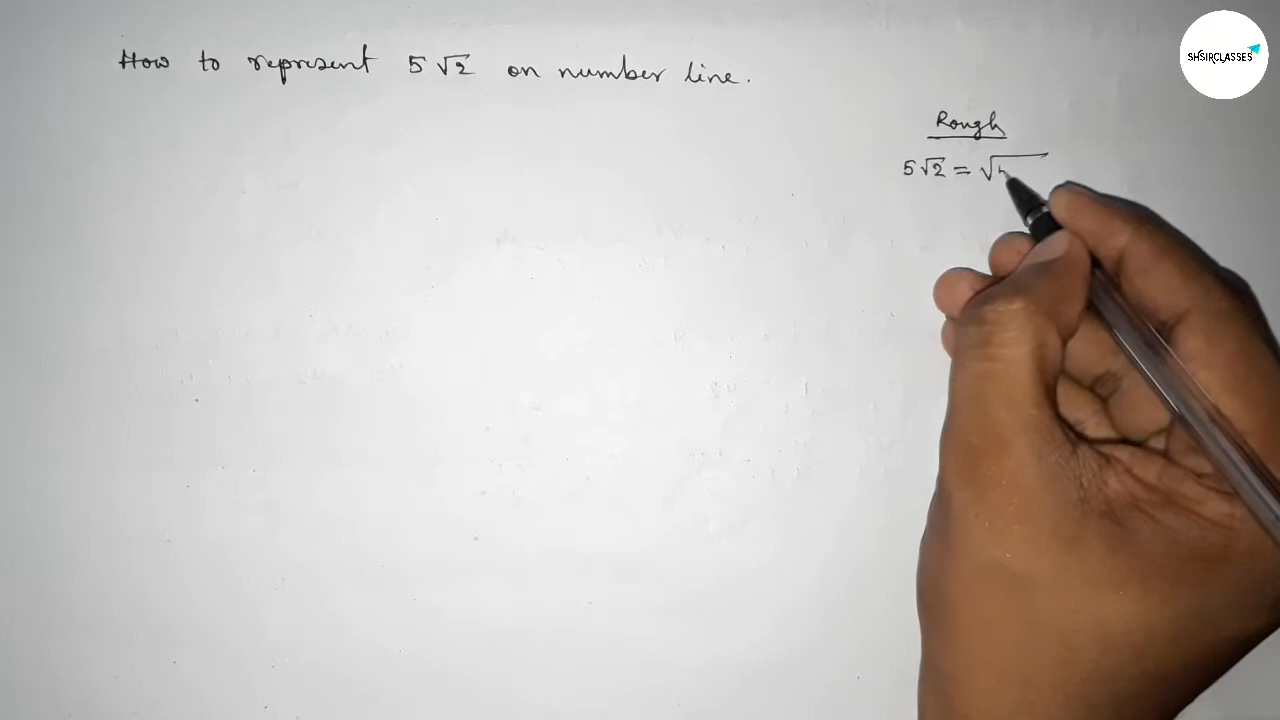 How to represent 5√2 on number line.
Rough
5√2 = √
SHSIRCLASSES